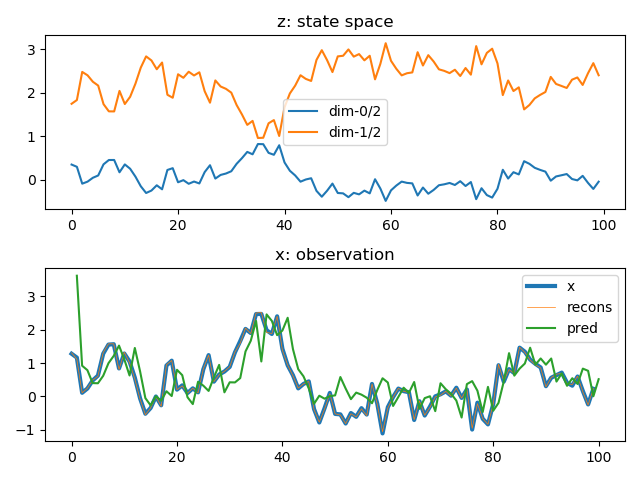 z: state space
3
2
1
0
dim-0/2
dim-1/2
0 20 40 60 80 100
x: observation
3
2
1
0
−1
x
recons
pred
0 20 40 60 80 100